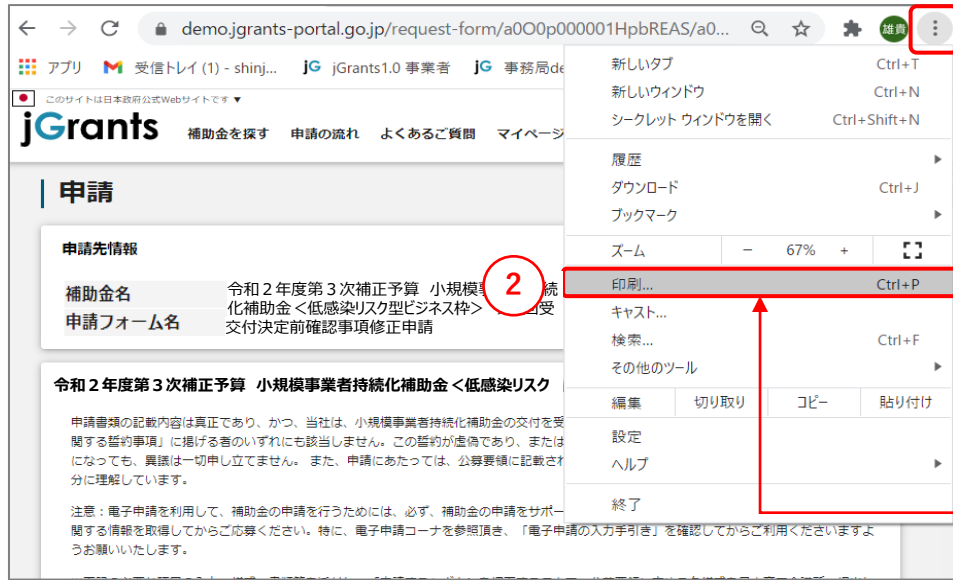 demo.jgrants-portal.go.jp/request-form/a0O0p000001HpbREAS/a0...
雄貴
アプリ 受信トレイ (1) - shinj... jG jGrants1.0 事業者 jG 事務局de
このサイトは日本政府公式Webサイトです ▼
jGrants 補助金を探す 申請の流れ よくあるご質問 マイページ
申請
申請先情報
補助金名 令和２年度第３次補正予算 小規模事 続
化補助金＜低感染リスク型ビジネス枠＞ 回受
申請フォーム名 交付決定前確認事項修正申請
令和２年度第３次補正予算 小規模事業者持続化補助金＜低感染リスク
申請書類の記載内容は真正であり、かつ、当社は、小規模事業者持続化補助金の交付を受
関する誓約事項」に掲げる者のいずれにも該当しません。この誓約が虚偽であり、または
になっても、異議は一切申し立てません。 また、申請にあたっては、公募要領に記載され
分に理解しています。
注意：電子申請を利用して、補助金の申請を行うためには、必ず、補助金の申請をサポー
関する情報を取得してからご応募ください。特に、電子申請コーナを参照頂き、「電子申請の入力手引き」を確認してからご利用くださいますよ
うお願いいたします。
新しいタブ Ctrl+T
新しいウィンドウ Ctrl+N
シークレット ウィンドウを開く Ctrl+Shift+N
履歴
ダウンロード Ctrl+J
ブックマーク
ズーム － 67% ＋
2
印刷... Ctrl+P
キャスト...
検索... Ctrl+F
その他のツール
編集 切り取り コピー 貼り付け
設定
ヘルプ
終了